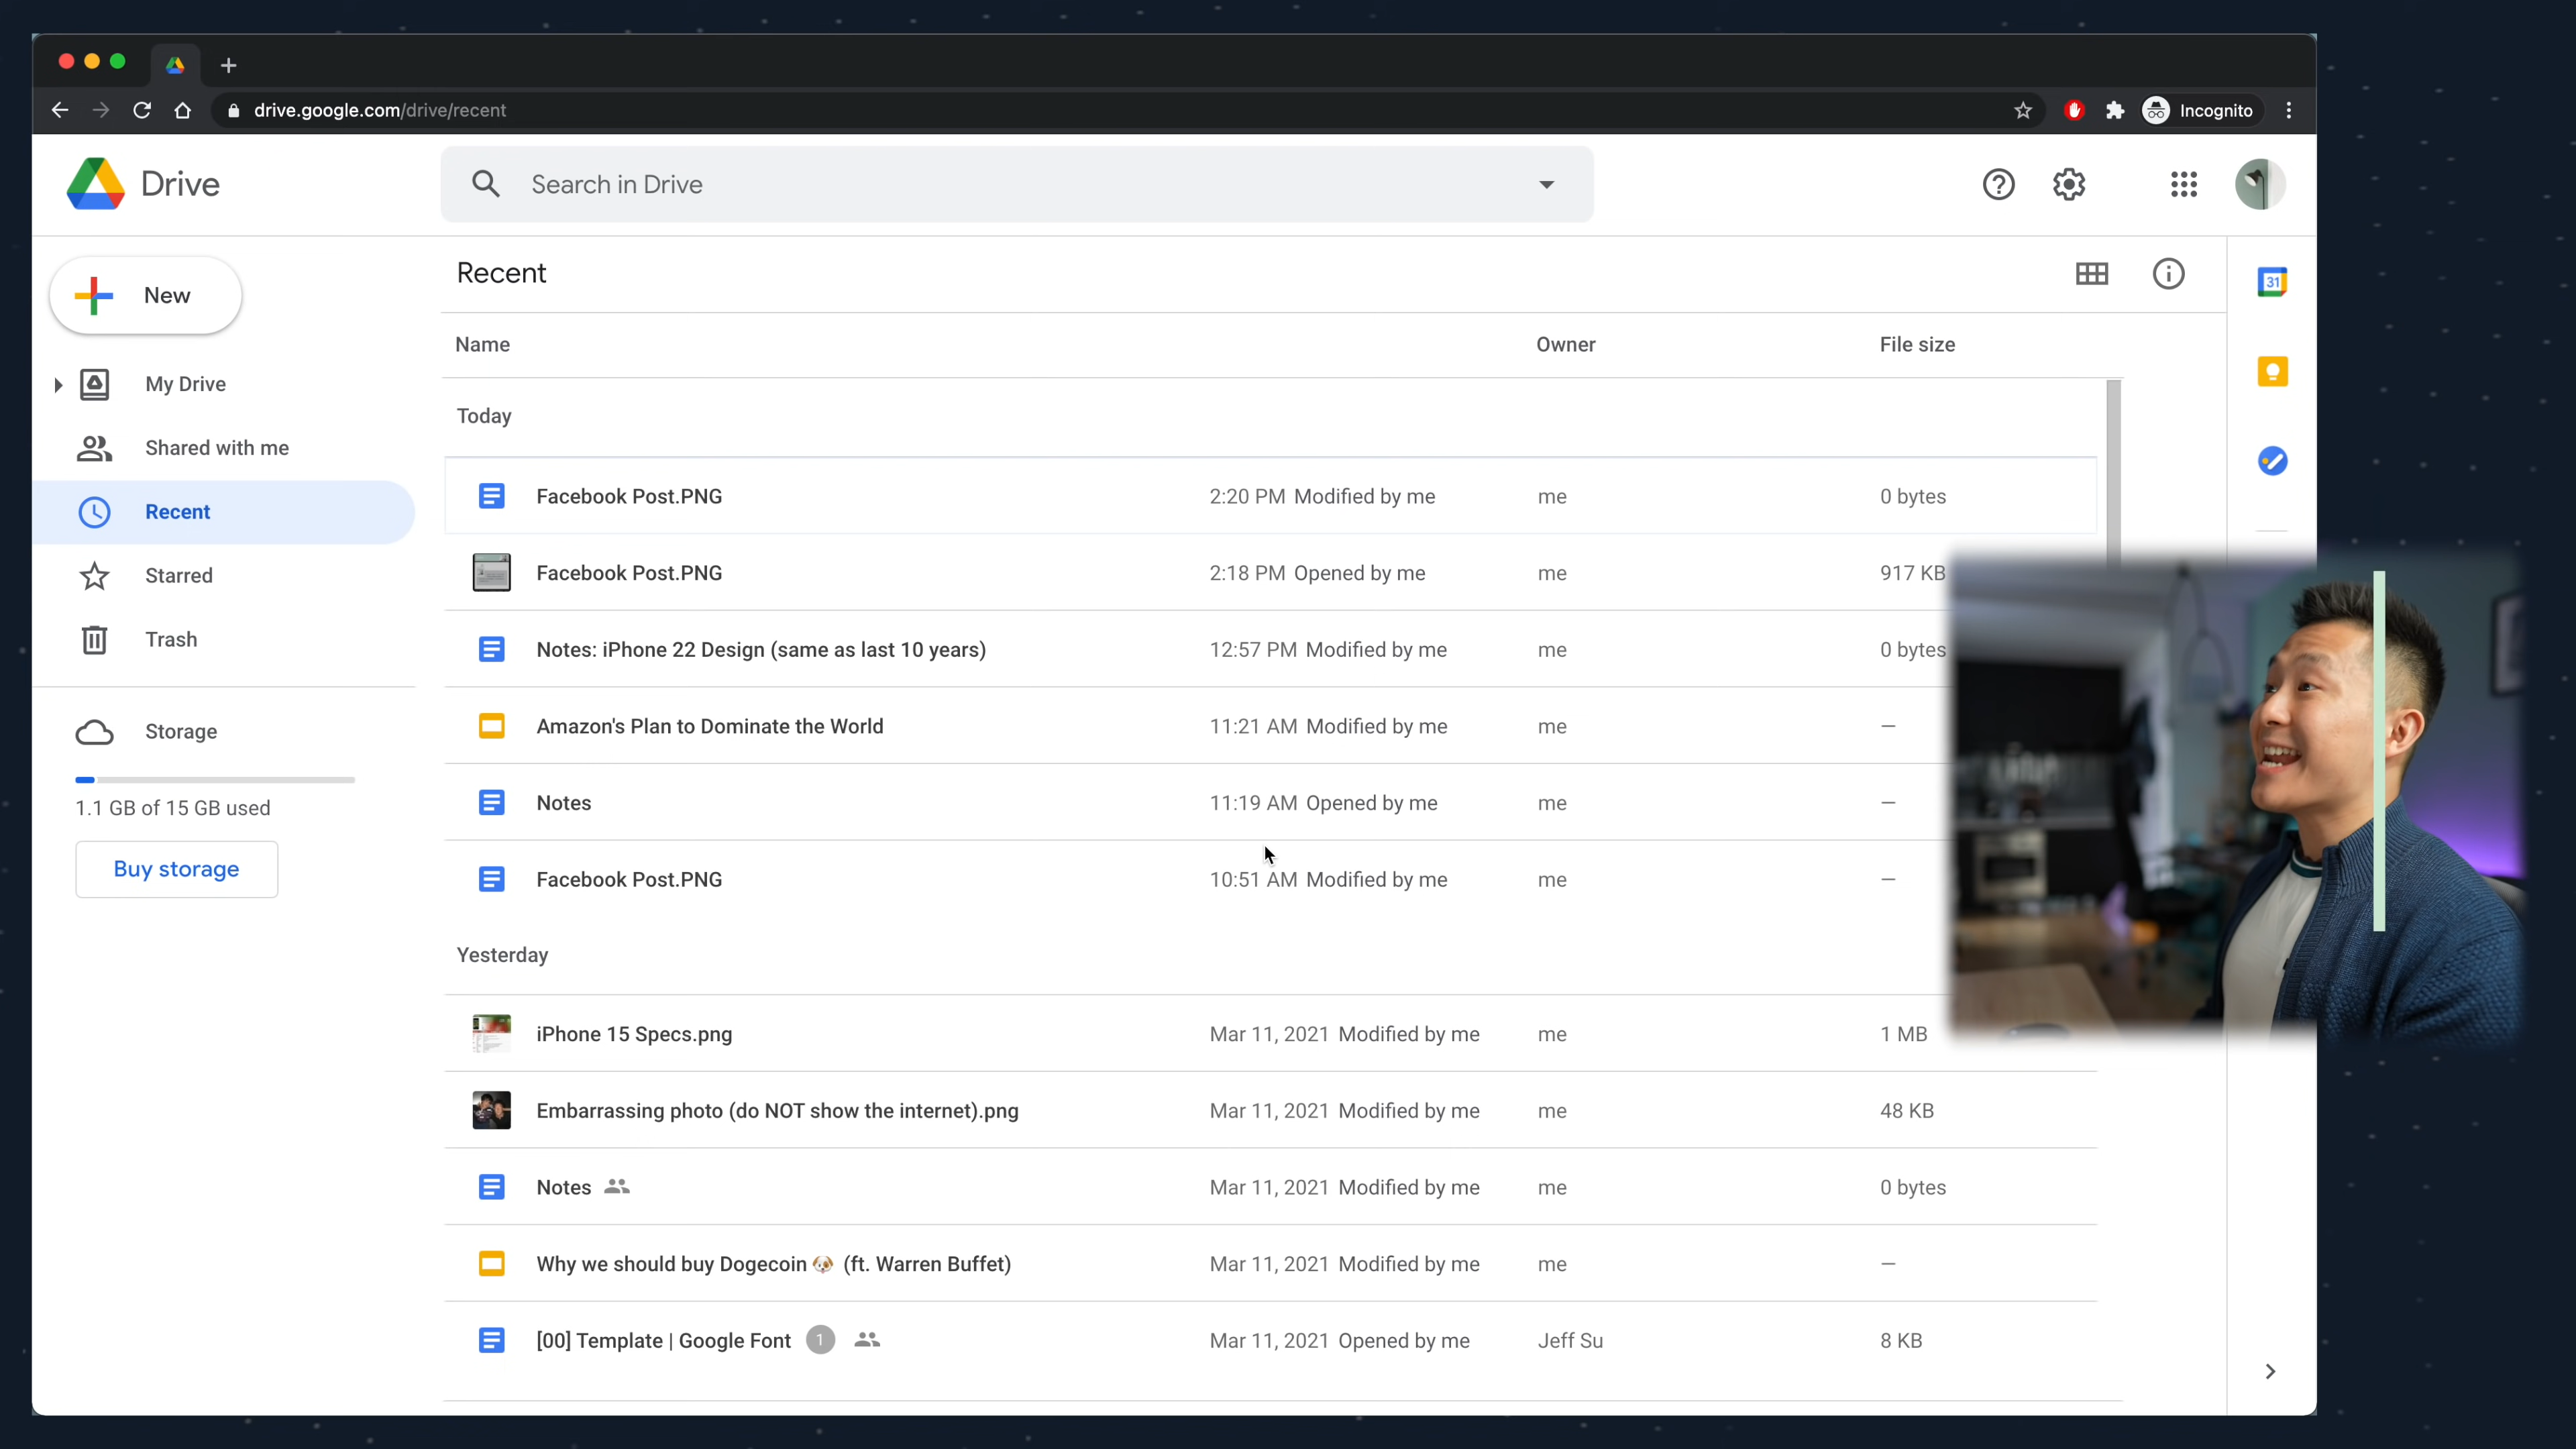 drive.google.com/drive/recent
Incognito
Drive
Search in Drive
New
Recent
31
Name Owner File size
My Drive
Today
Shared with me
Facebook Post.PNG 2:20 PM Modified by me me 0 bytes
Recent
Facebook Post.PNG 2:18 PM Opened by me me 917 KB
Starred
Notes: iPhone 22 Design (same as last 10 years) 12:57 PM Modified by me me 0 bytes
Trash
Amazon's Plan to Dominate the World 11:21 AM Modified by me me –
Storage
Notes 11:19 AM Opened by me me –
1.1 GB of 15 GB used
Buy storage
Facebook Post.PNG 10:51 AM Modified by me me –
Yesterday
iPhone 15 Specs.png Mar 11, 2021 Modified by me me 1 MB
Embarrassing photo (do NOT show the internet).png Mar 11, 2021 Modified by me me 48 KB
Notes Mar 11, 2021 Modified by me me 0 bytes
Why we should buy Dogecoin 🐶 (ft. Warren Buffet) Mar 11, 2021 Modified by me me –
[00] Template | Google Font 1 Mar 11, 2021 Opened by me Jeff Su 8 KB